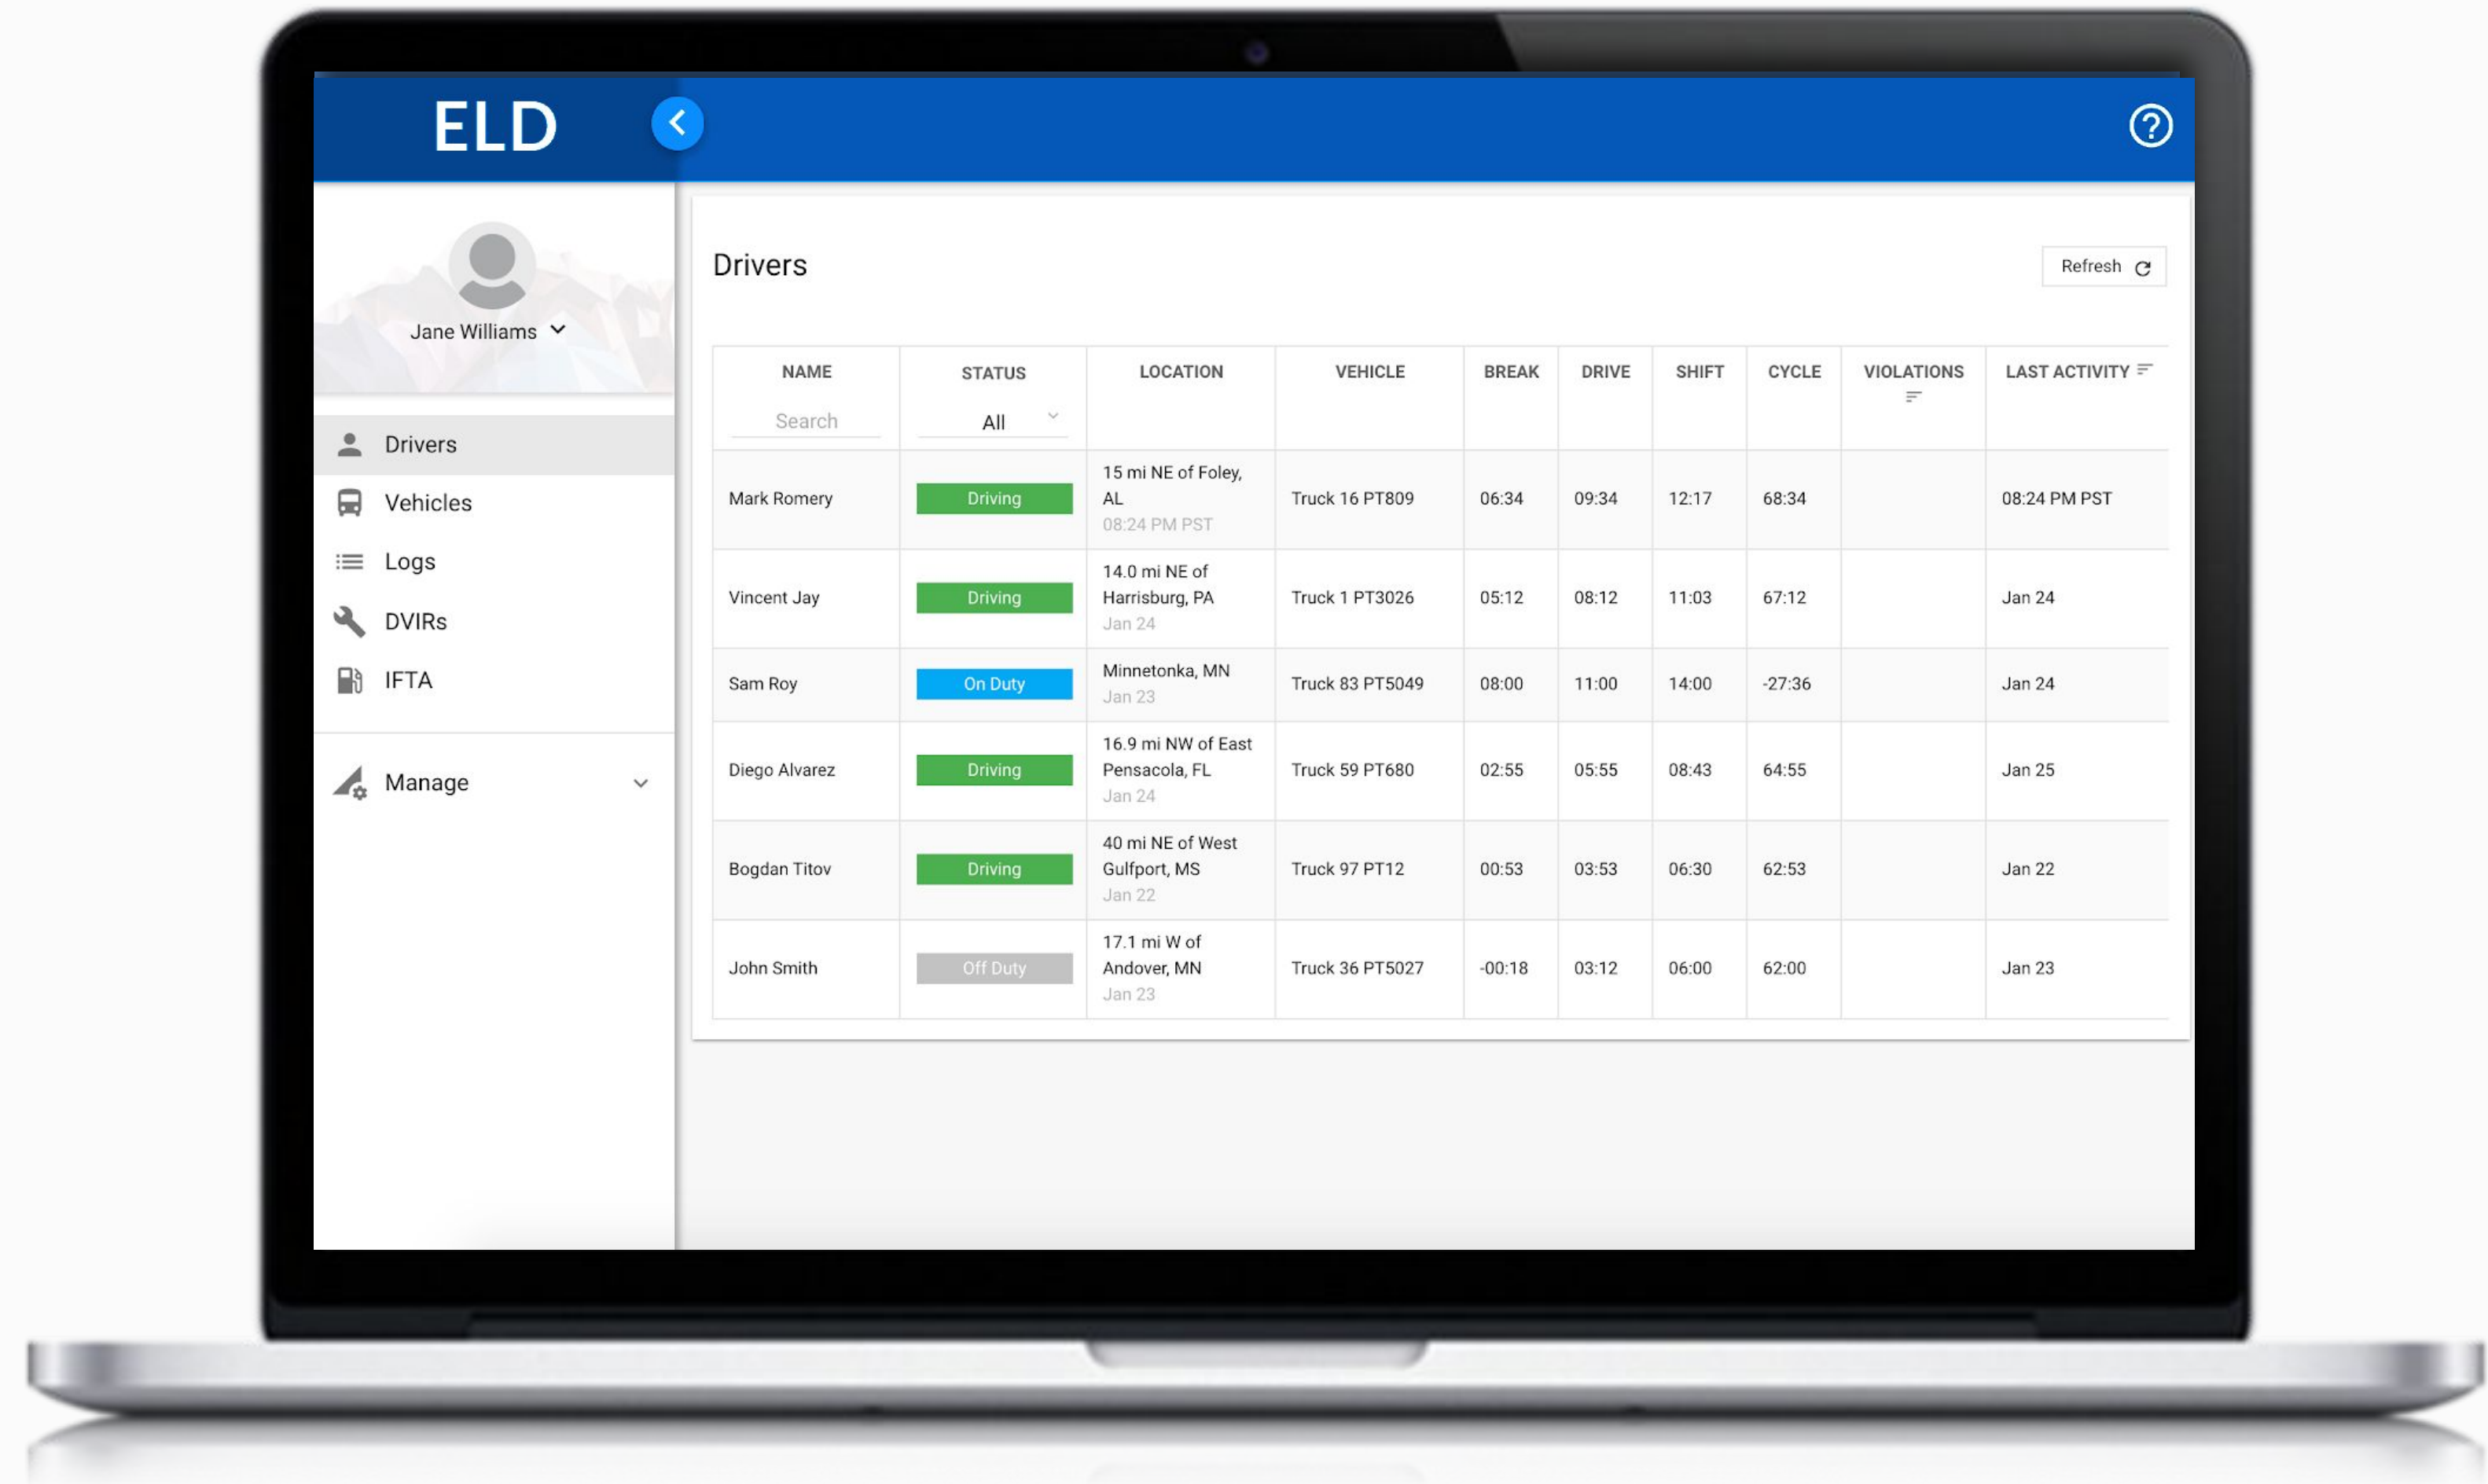 ELD
Jane Williams
Drivers
Vehicles
Logs
DVIRs
IFTA
Manage
Drivers
Refresh
NAME STATUS LOCATION VEHICLE BREAK DRIVE SHIFT CYCLE VIOLATIONS LAST ACTIVITY
Search All
Mark Romery Driving 15 mi NE of Foley,
AL
08:24 PM PST Truck 16 PT809 06:34 09:34 12:17 68:34 08:24 PM PST
Vincent Jay Driving 14.0 mi NE of
Harrisburg, PA
Jan 24 Truck 1 PT3026 05:12 08:12 11:03 67:12 Jan 24
Sam Roy On Duty Minnetonka, MN
Jan 23 Truck 83 PT5049 08:00 11:00 14:00 -27:36 Jan 24
Diego Alvarez Driving 16.9 mi NW of East
Pensacola, FL
Jan 24 Truck 59 PT680 02:55 05:55 08:43 64:55 Jan 25
Bogdan Titov Driving 40 mi NE of West
Gulfport, MS
Jan 22 Truck 97 PT12 00:53 03:53 06:30 62:53 Jan 22
John Smith Off Duty 17.1 mi W of
Andover, MN
Jan 23 Truck 36 PT5027 -00:18 03:12 06:00 62:00 Jan 23